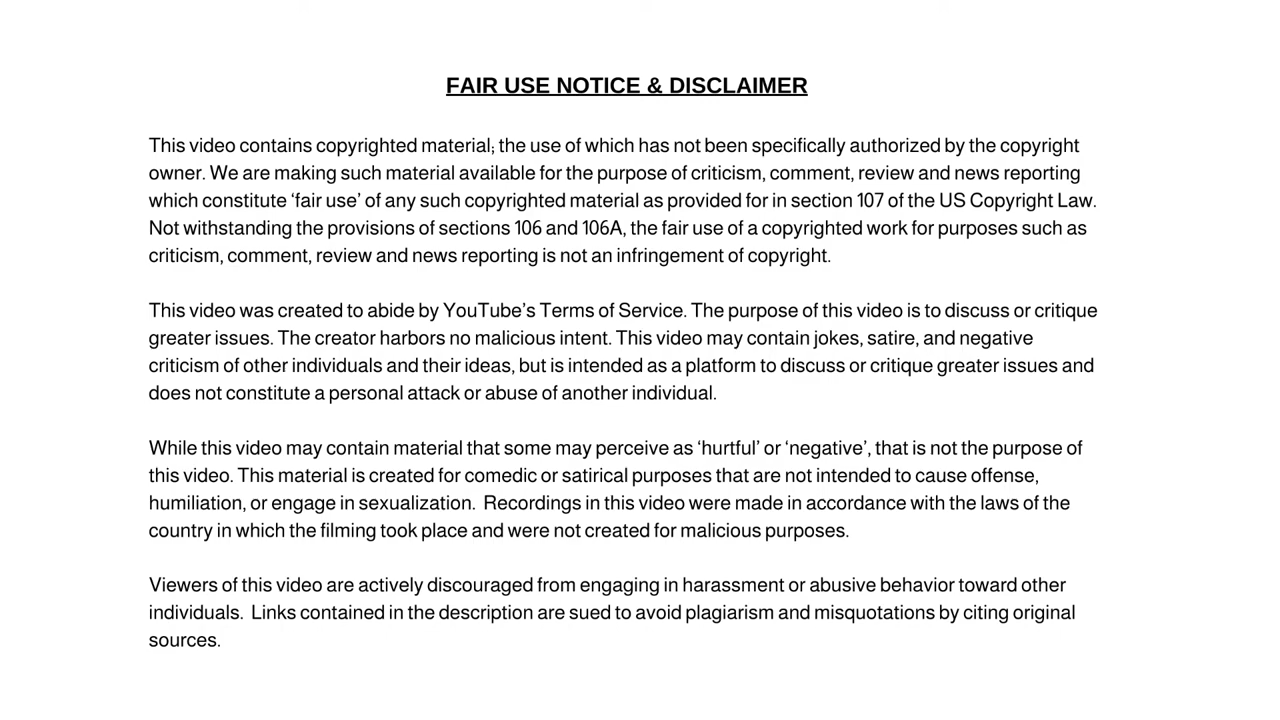 FAIR USE NOTICE & DISCLAIMER
This video contains copyrighted material; the use of which has not been specifically authorized by the copyright
owner. We are making such material available for the purpose of criticism, comment, review and news reporting
which constitute ‘fair use’ of any such copyrighted material as provided for in section 107 of the US Copyright Law.
Not withstanding the provisions of sections 106 and 106A, the fair use of a copyrighted work for purposes such as
criticism, comment, review and news reporting is not an infringement of copyright.
This video was created to abide by YouTube’s Terms of Service. The purpose of this video is to discuss or critique
greater issues. The creator harbors no malicious intent. This video may contain jokes, satire, and negative
criticism of other individuals and their ideas, but is intended as a platform to discuss or critique greater issues and
does not constitute a personal attack or abuse of another individual.
While this video may contain material that some may perceive as ‘hurtful’ or ‘negative’, that is not the purpose of
this video. This material is created for comedic or satirical purposes that are not intended to cause offense,
humiliation, or engage in sexualization.  Recordings in this video were made in accordance with the laws of the
country in which the filming took place and were not created for malicious purposes.
Viewers of this video are actively discouraged from engaging in harassment or abusive behavior toward other
individuals.  Links contained in the description are sued to avoid plagiarism and misquotations by citing original
sources.